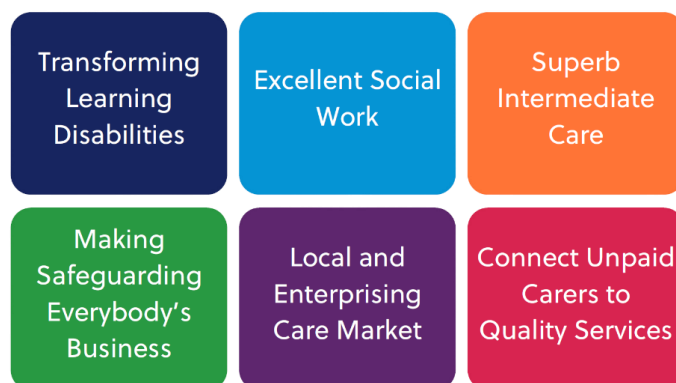 Transforming
Learning
Disabilities
Excellent Social
Work
Superb
Intermediate
Care
Making
Safeguarding
Everybody's
Business
Local and
Enterprising
Care Market
Connect Unpaid
Carers to
Quality Services